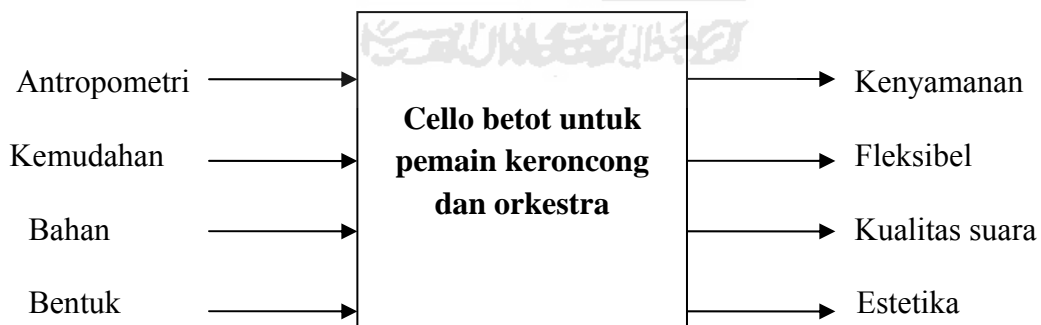 Antropometri
Kemudahan
Bahan
Bentuk
Cello betot untuk
pemain keroncong
dan orkestra
Kenyamanan
Fleksibel
Kualitas suara
Estetika